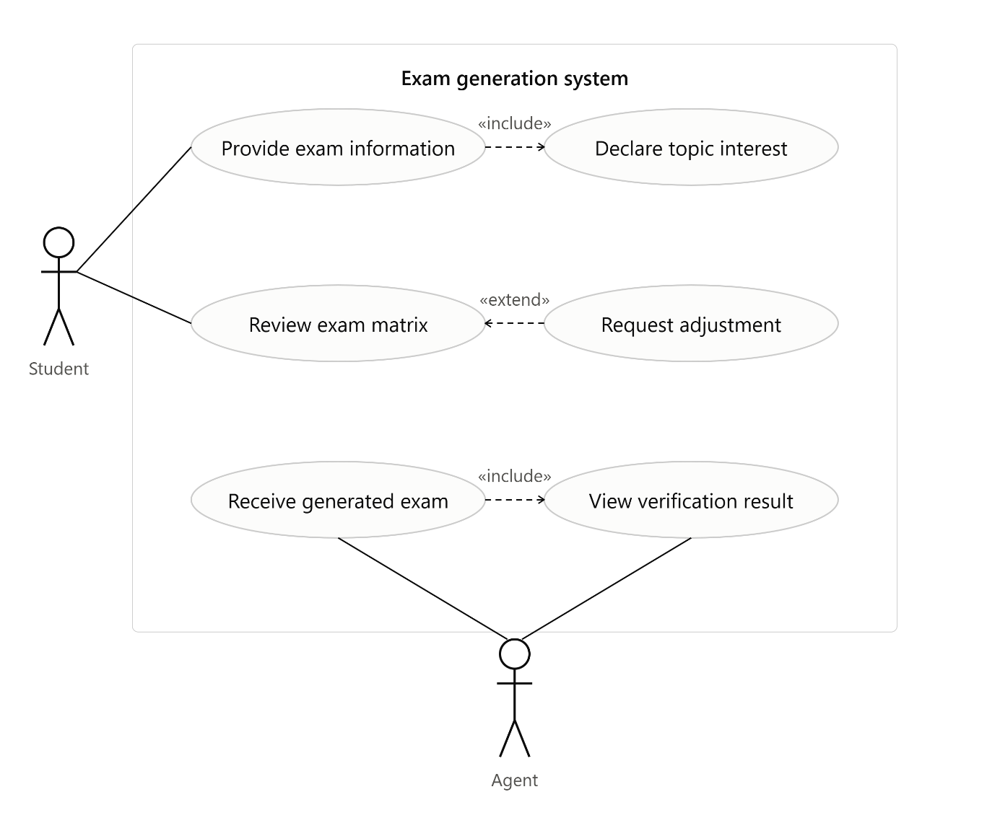 Exam generation system
Provide exam information
«include»
Declare topic interest
Review exam matrix
«extend»
Request adjustment
Student
Receive generated exam
«include»
View verification result
Agent